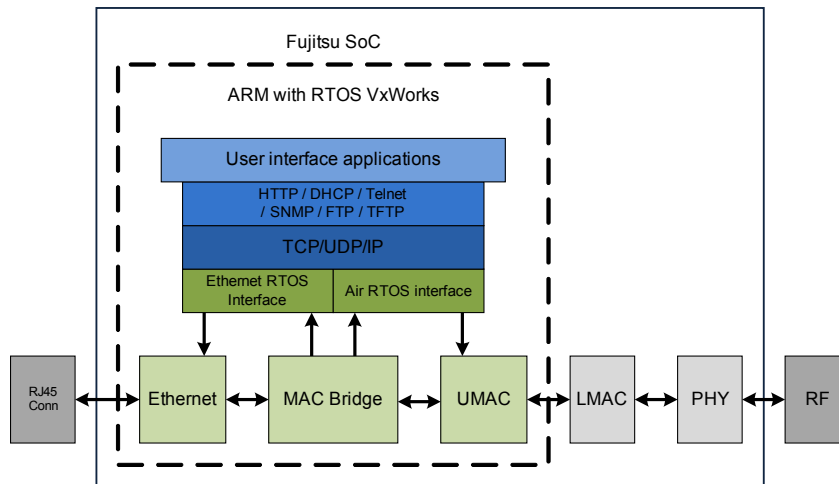 Fujitsu SoC
ARM with RTOS VxWorks
User interface applications
HTTP / DHCP / Telnet
/ SNMP / FTP / TFTP
TCP/UDP/IP
Ethernet RTOS
Interface
Air RTOS interface
RJ45
Conn
Ethernet
MAC Bridge
UMAC
LMAC
PHY
RF